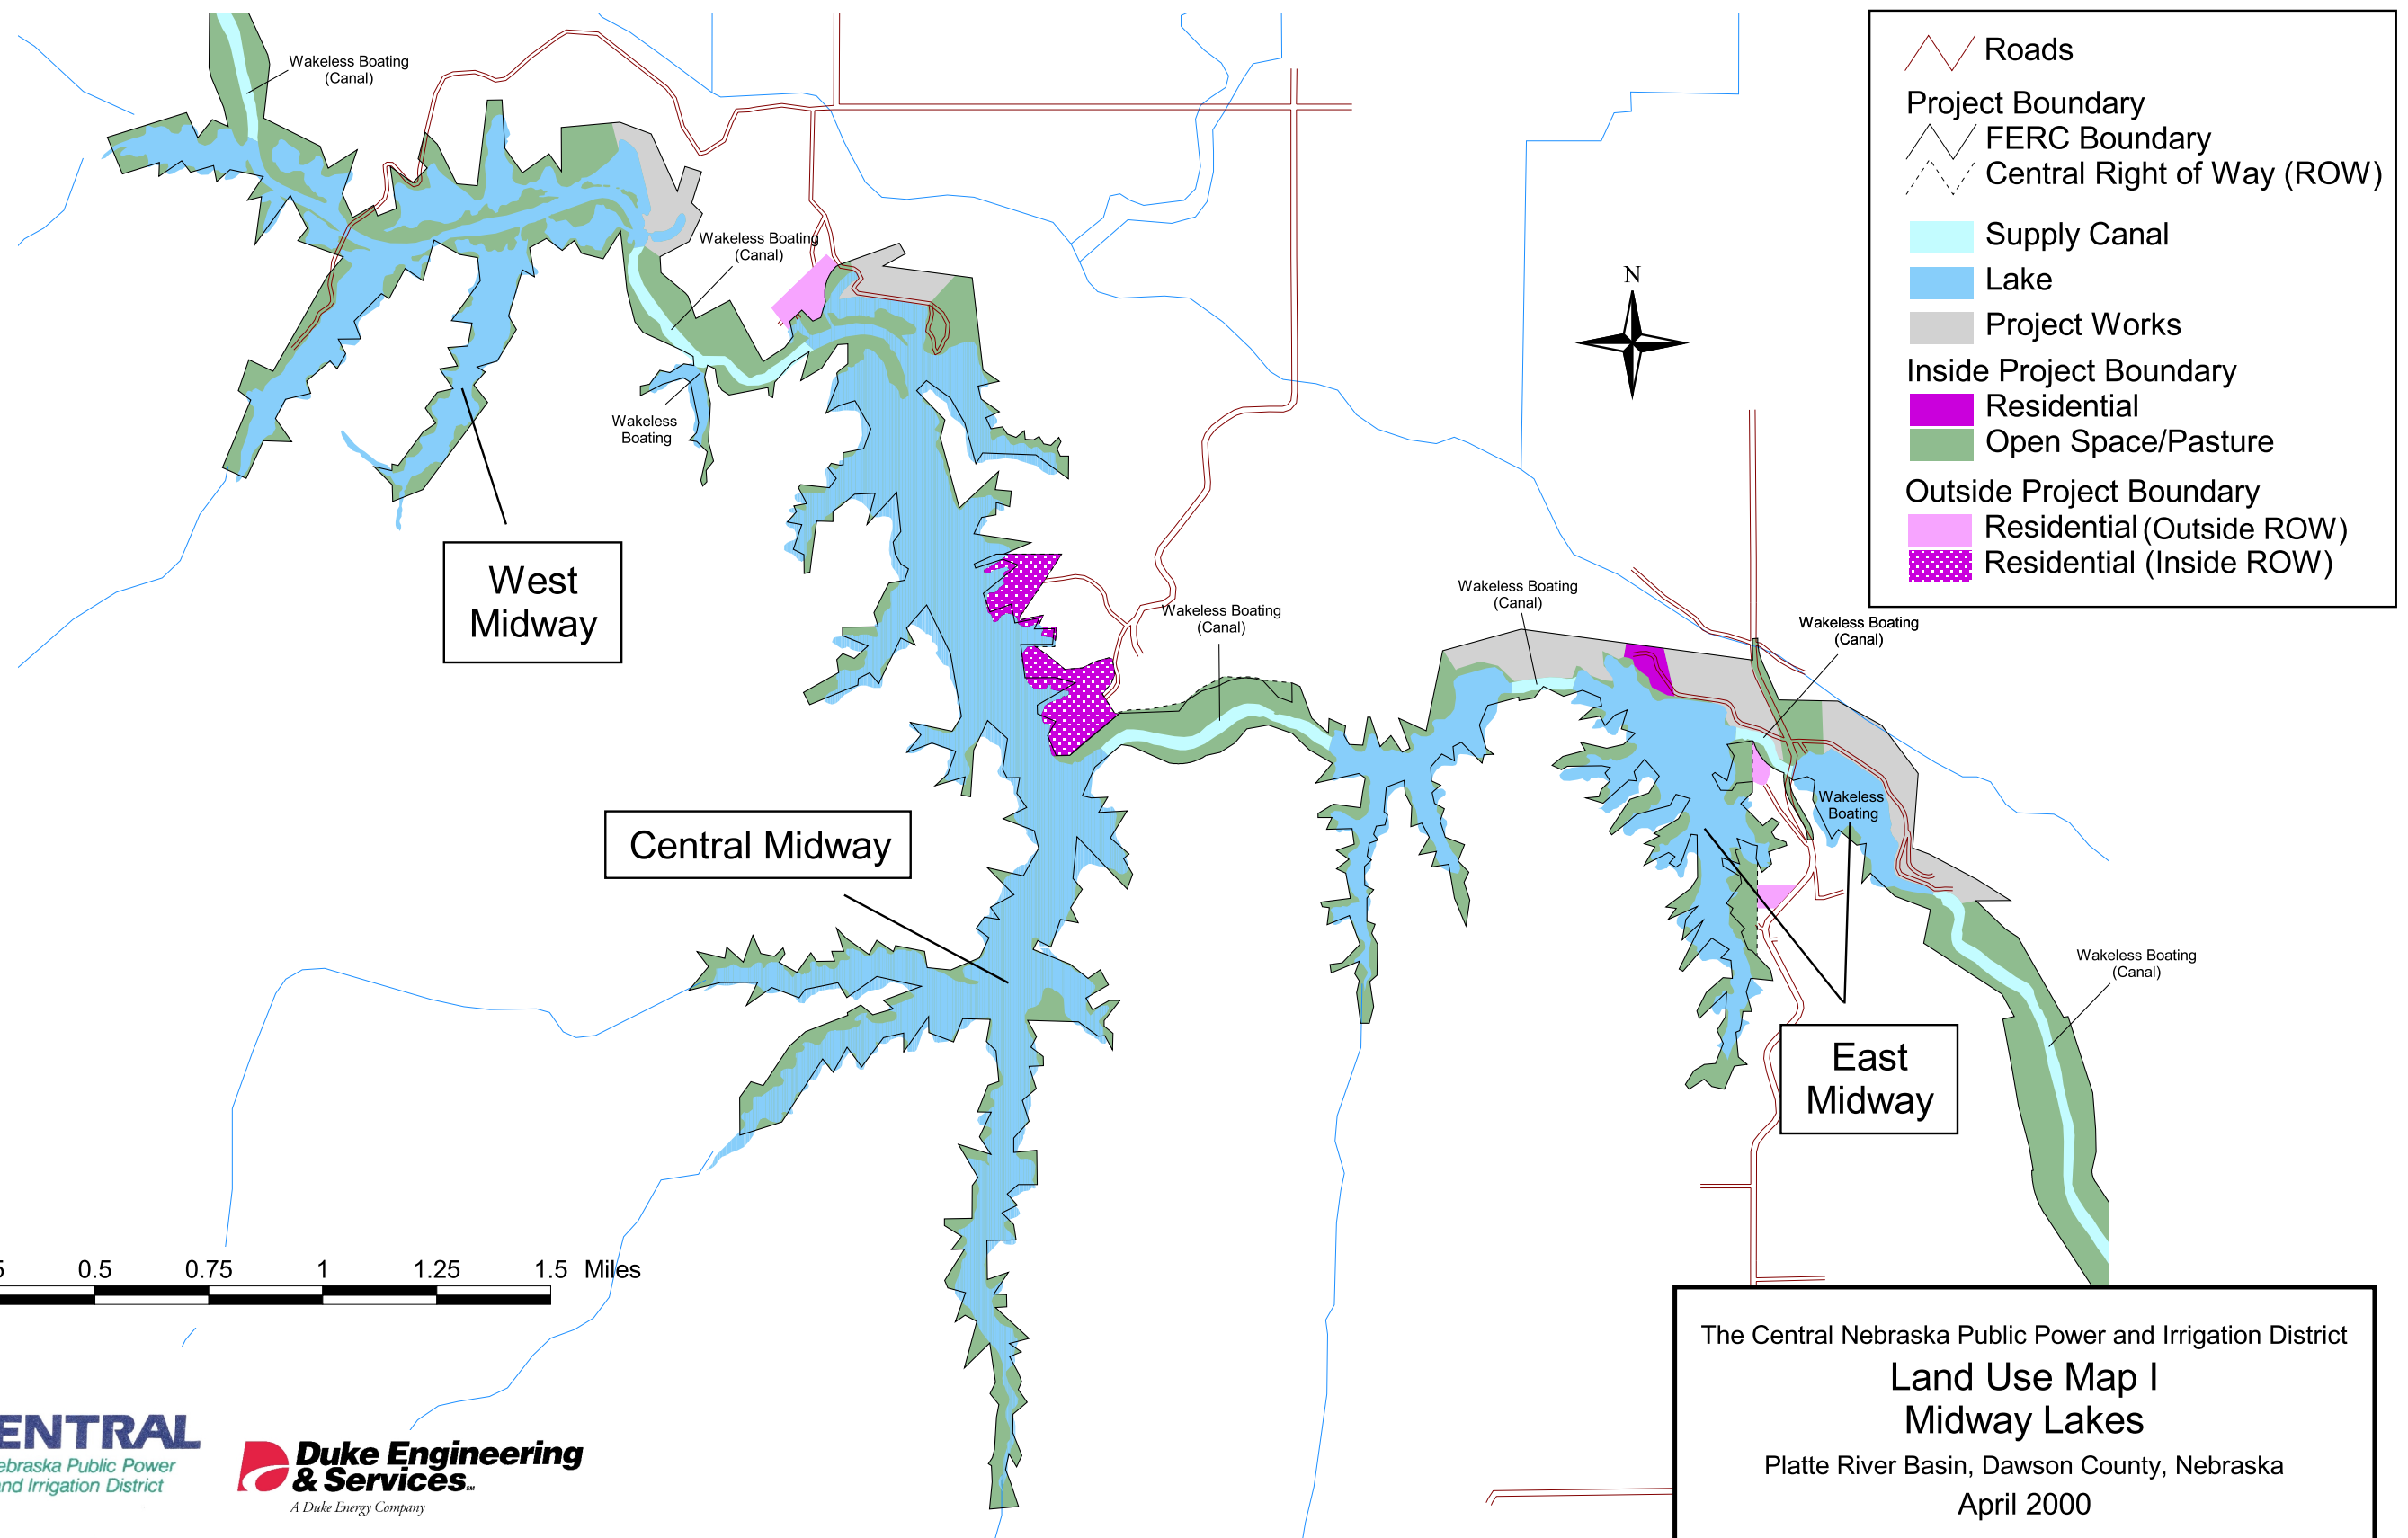 Wakeless Boating
(Canal)
Wakeless Boating
(Canal)
Wakeless
Boating
West
Midway
Wakeless Boating
(Canal)
Wakeless Boating
(Canal)
Wakeless Boating
(Canal)
Wakeless
Boating
Central Midway
Wakeless Boating
(Canal)
East
Midway
N
Roads
Project Boundary
FERC Boundary
Central Right of Way (ROW)
Supply Canal
Lake
Project Works
Inside Project Boundary
Residential
Open Space/Pasture
Outside Project Boundary
Residential (Outside ROW)
Residential (Inside ROW)
5 0.5 0.75 1 1.25 1.5 Miles
ENTRAL
ebraska Public Power
and Irrigation District
Duke Engineering
& Services℠
A Duke Energy Company
The Central Nebraska Public Power and Irrigation District
Land Use Map I
Midway Lakes
Platte River Basin, Dawson County, Nebraska
April 2000